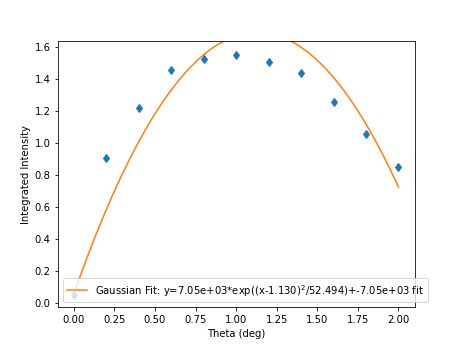 1.6
1.4
1.2
1.0
0.8
0.6
0.4
0.2
0.0
Integrated Intensity
Gaussian Fit: y=7.05e+03*exp((x-1.130)²/52.494)+-7.05e+03 fit
0.00 0.25 0.50 0.75 1.00 1.25 1.50 1.75 2.00
Theta (deg)